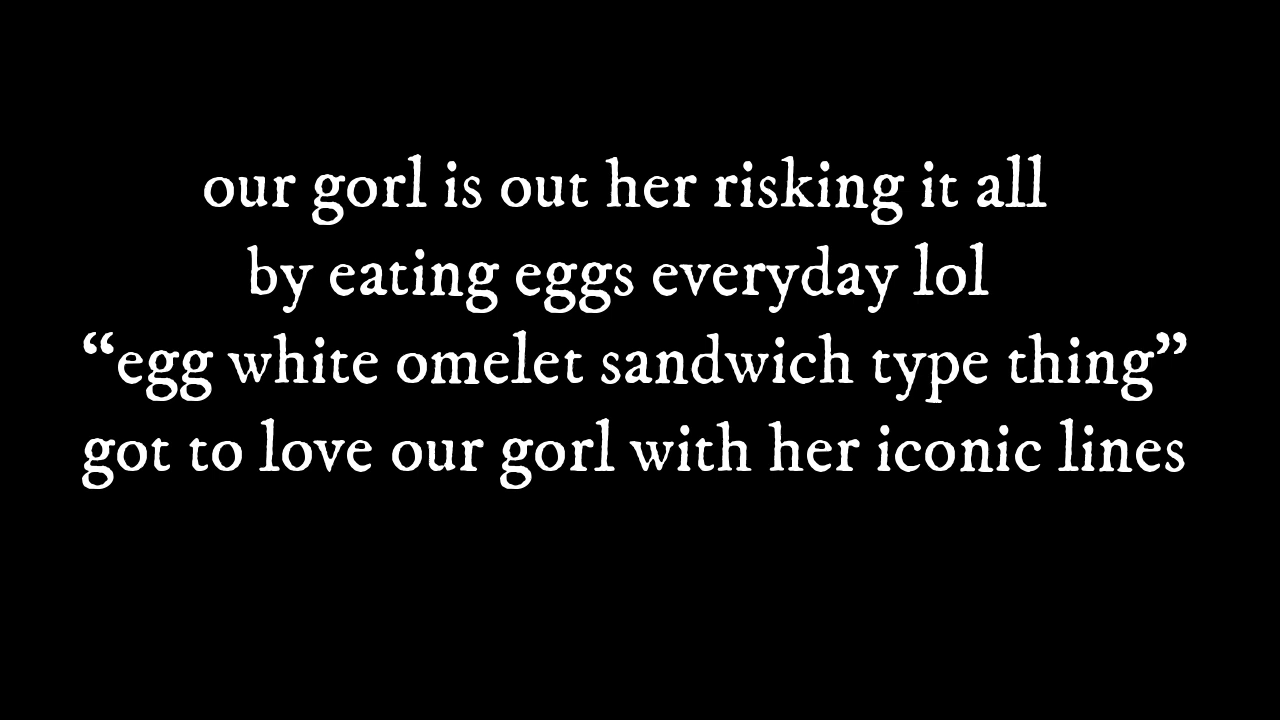 our gorl is out her risking it all
by eating eggs everyday lol
“egg white omelet sandwich type thing”
got to love our gorl with her iconic lines